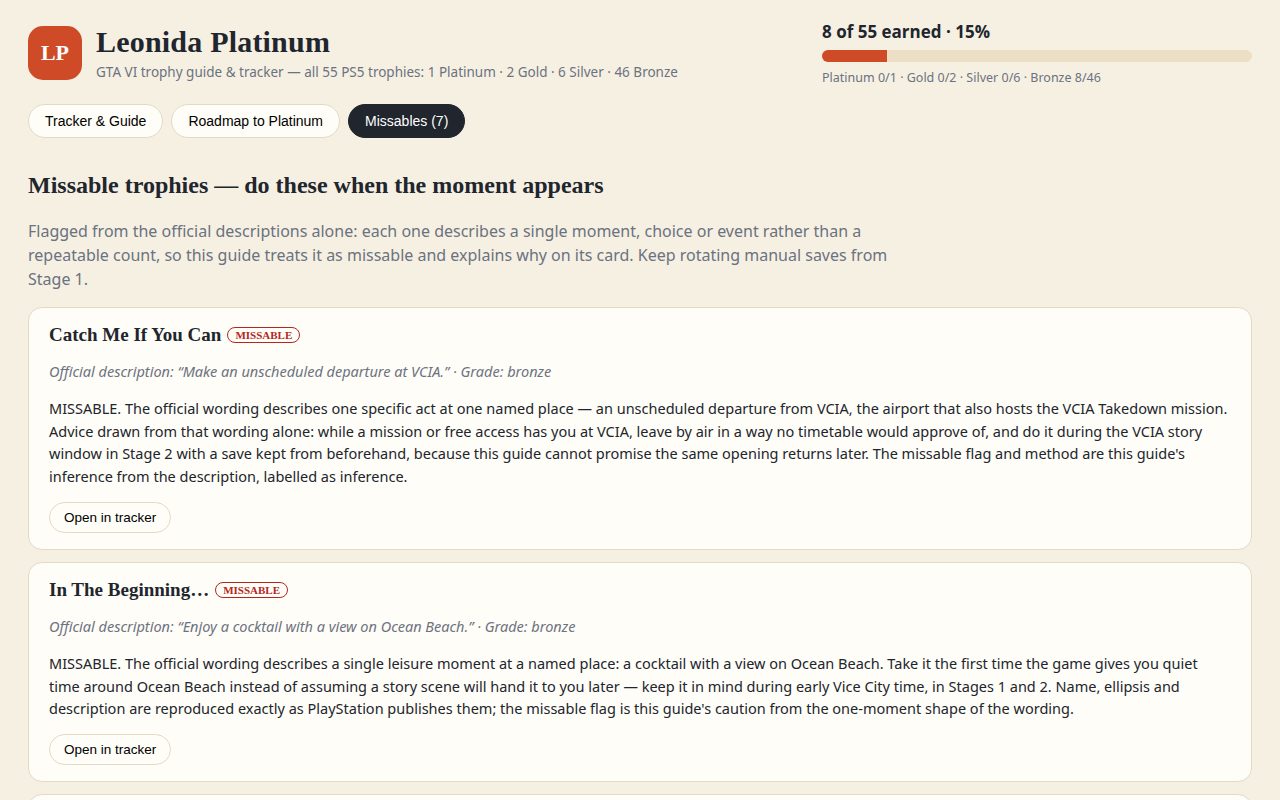 LP
Leonida Platinum
GTA VI trophy guide & tracker — all 55 PS5 trophies: 1 Platinum · 2 Gold · 6 Silver · 46 Bronze
8 of 55 earned · 15%
Platinum 0/1 · Gold 0/2 · Silver 0/6 · Bronze 8/46
Tracker & Guide
Roadmap to Platinum
Missables (7)
Missable trophies — do these when the moment appears
Flagged from the official descriptions alone: each one describes a single moment, choice or event rather than a
repeatable count, so this guide treats it as missable and explains why on its card. Keep rotating manual saves from
Stage 1.
Catch Me If You Can MISSABLE
Official description: “Make an unscheduled departure at VCIA.” · Grade: bronze
MISSABLE. The official wording describes one specific act at one named place — an unscheduled departure from VCIA, the airport that also hosts the VCIA Takedown mission.
Advice drawn from that wording alone: while a mission or free access has you at VCIA, leave by air in a way no timetable would approve of, and do it during the VCIA story
window in Stage 2 with a save kept from beforehand, because this guide cannot promise the same opening returns later. The missable flag and method are this guide's
inference from the description, labelled as inference.
Open in tracker
In The Beginning… MISSABLE
Official description: “Enjoy a cocktail with a view on Ocean Beach.” · Grade: bronze
MISSABLE. The official wording describes a single leisure moment at a named place: a cocktail with a view on Ocean Beach. Take it the first time the game gives you quiet
time around Ocean Beach instead of assuming a story scene will hand it to you later — keep it in mind during early Vice City time, in Stages 1 and 2. Name, ellipsis and
description are reproduced exactly as PlayStation publishes them; the missable flag is this guide's caution from the one-moment shape of the wording.
Open in tracker